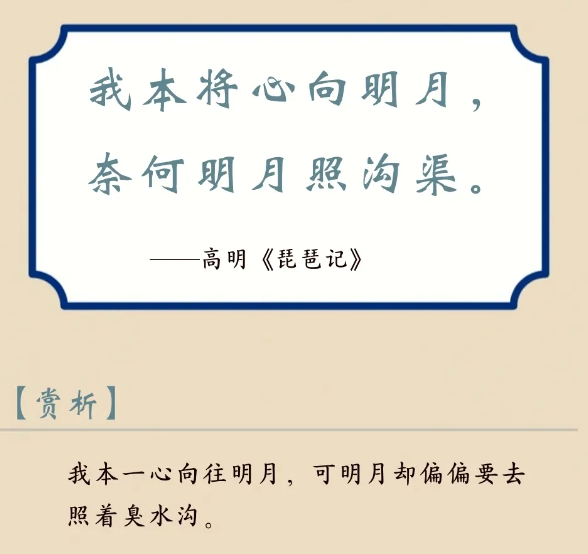 我本将心向明月，
奈何明月照沟渠。
——高明《琵琶记》
【赏析】
我本一心向往明月，可明月却偏偏要去
照着臭水沟。